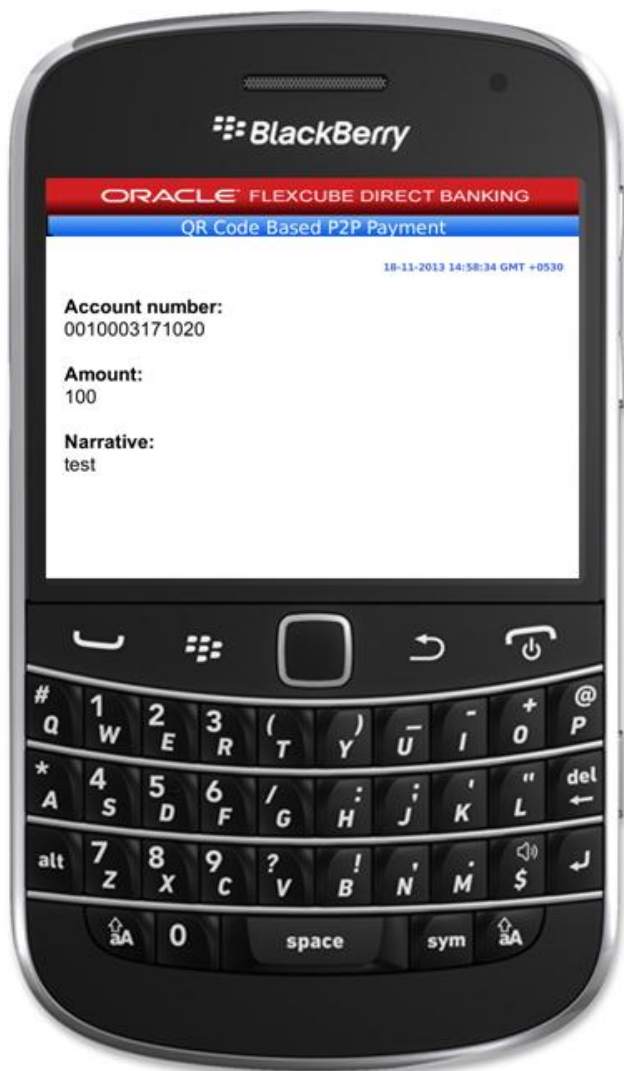 BlackBerry
ORACLE FLEXCUBE DIRECT BANKING
QR Code Based P2P Payment
18-11-2013 14:58:34 GMT +0530
Account number:
0010003171020
Amount:
100
Narrative:
test
# 1 2 3 ( ) _ - + @
Q W E R T Y U I O P
* 4 5 6 / : ; ' " del
A S D F G H J K L
alt 7 8 9 ? ! , .
Z X C V B N M $
aA 0 space sym aA